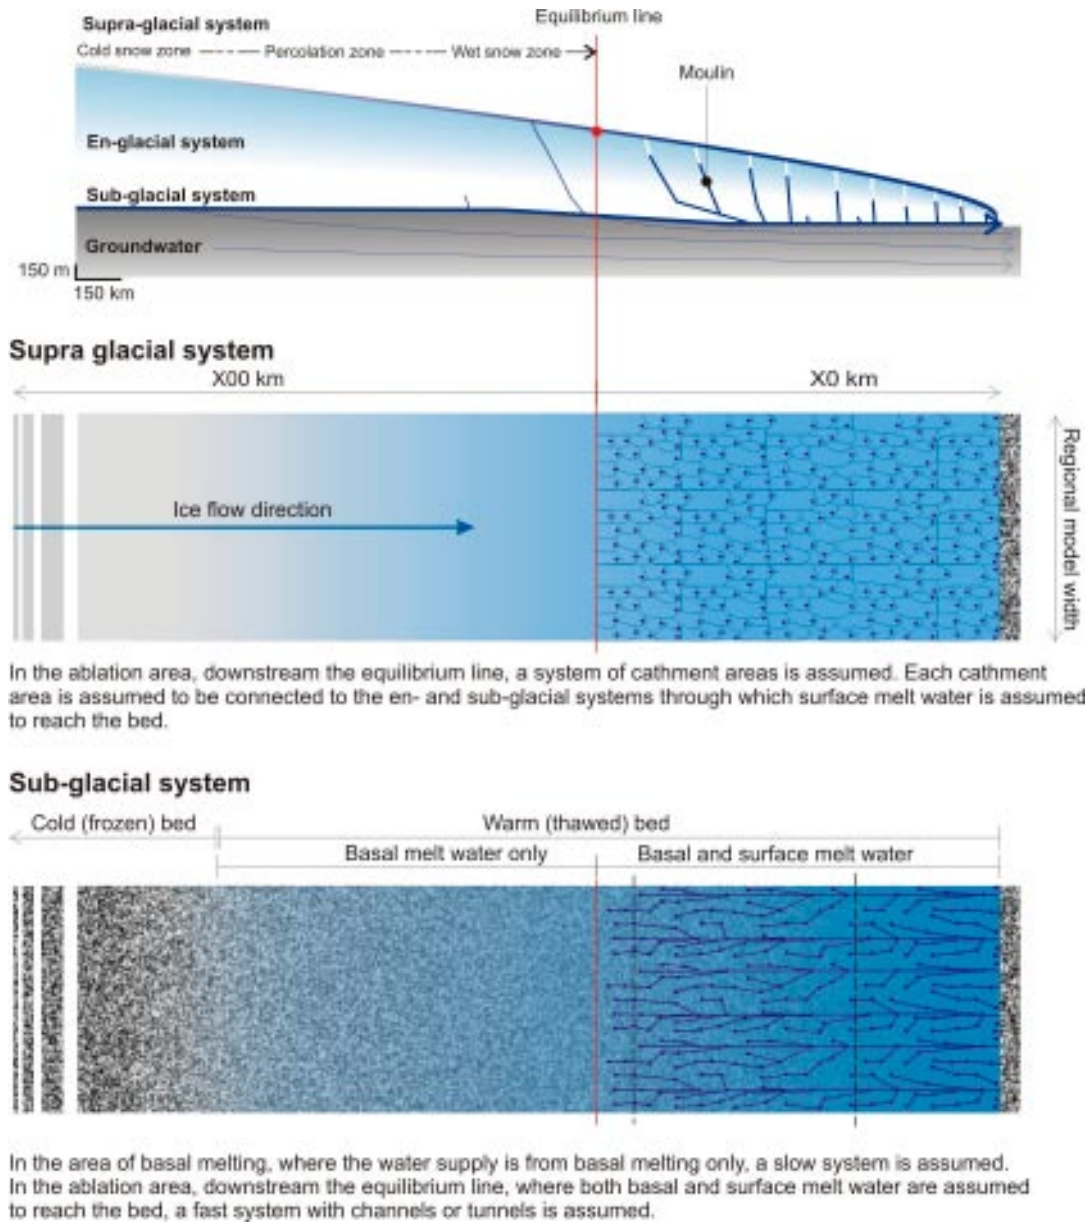 Supra-glacial system
Equilibrium line
Cold snow zone
Percolation zone
Wet snow zone
Moulin
En-glacial system
Sub-glacial system
Groundwater
150 m
150 km
Supra glacial system
X00 km
X0 km
Ice flow direction
Regional model width
In the ablation area, downstream the equilibrium line, a system of cathment areas is assumed. Each cathment
area is assumed to be connected to the en- and sub-glacial systems through which surface melt water is assumed
to reach the bed.
Sub-glacial system
Cold (frozen) bed
Warm (thawed) bed
Basal melt water only
Basal and surface melt water
In the area of basal melting, where the water supply is from basal melting only, a slow system is assumed.
In the ablation area, downstream the equilibrium line, where both basal and surface melt water are assumed
to reach the bed, a fast system with channels or tunnels is assumed.